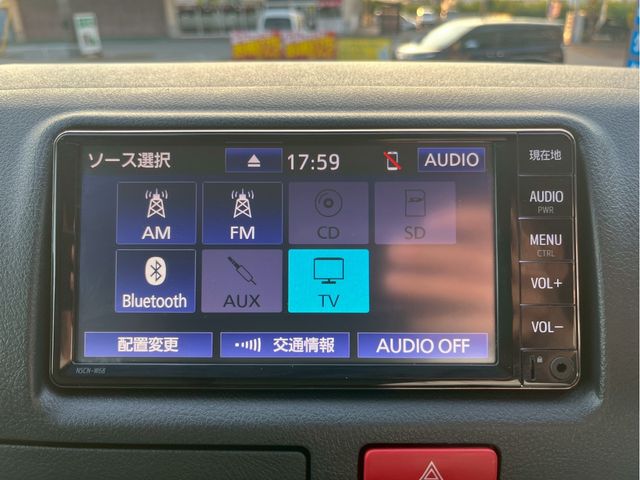 ソース選択
17:59
AUDIO
AM
FM
CD
SD
Bluetooth
AUX
TV
配置変更
交通情報
AUDIO OFF
NSCN-W68
現在地
AUDIO
PWR
MENU
CTRL
VOL+
VOL-